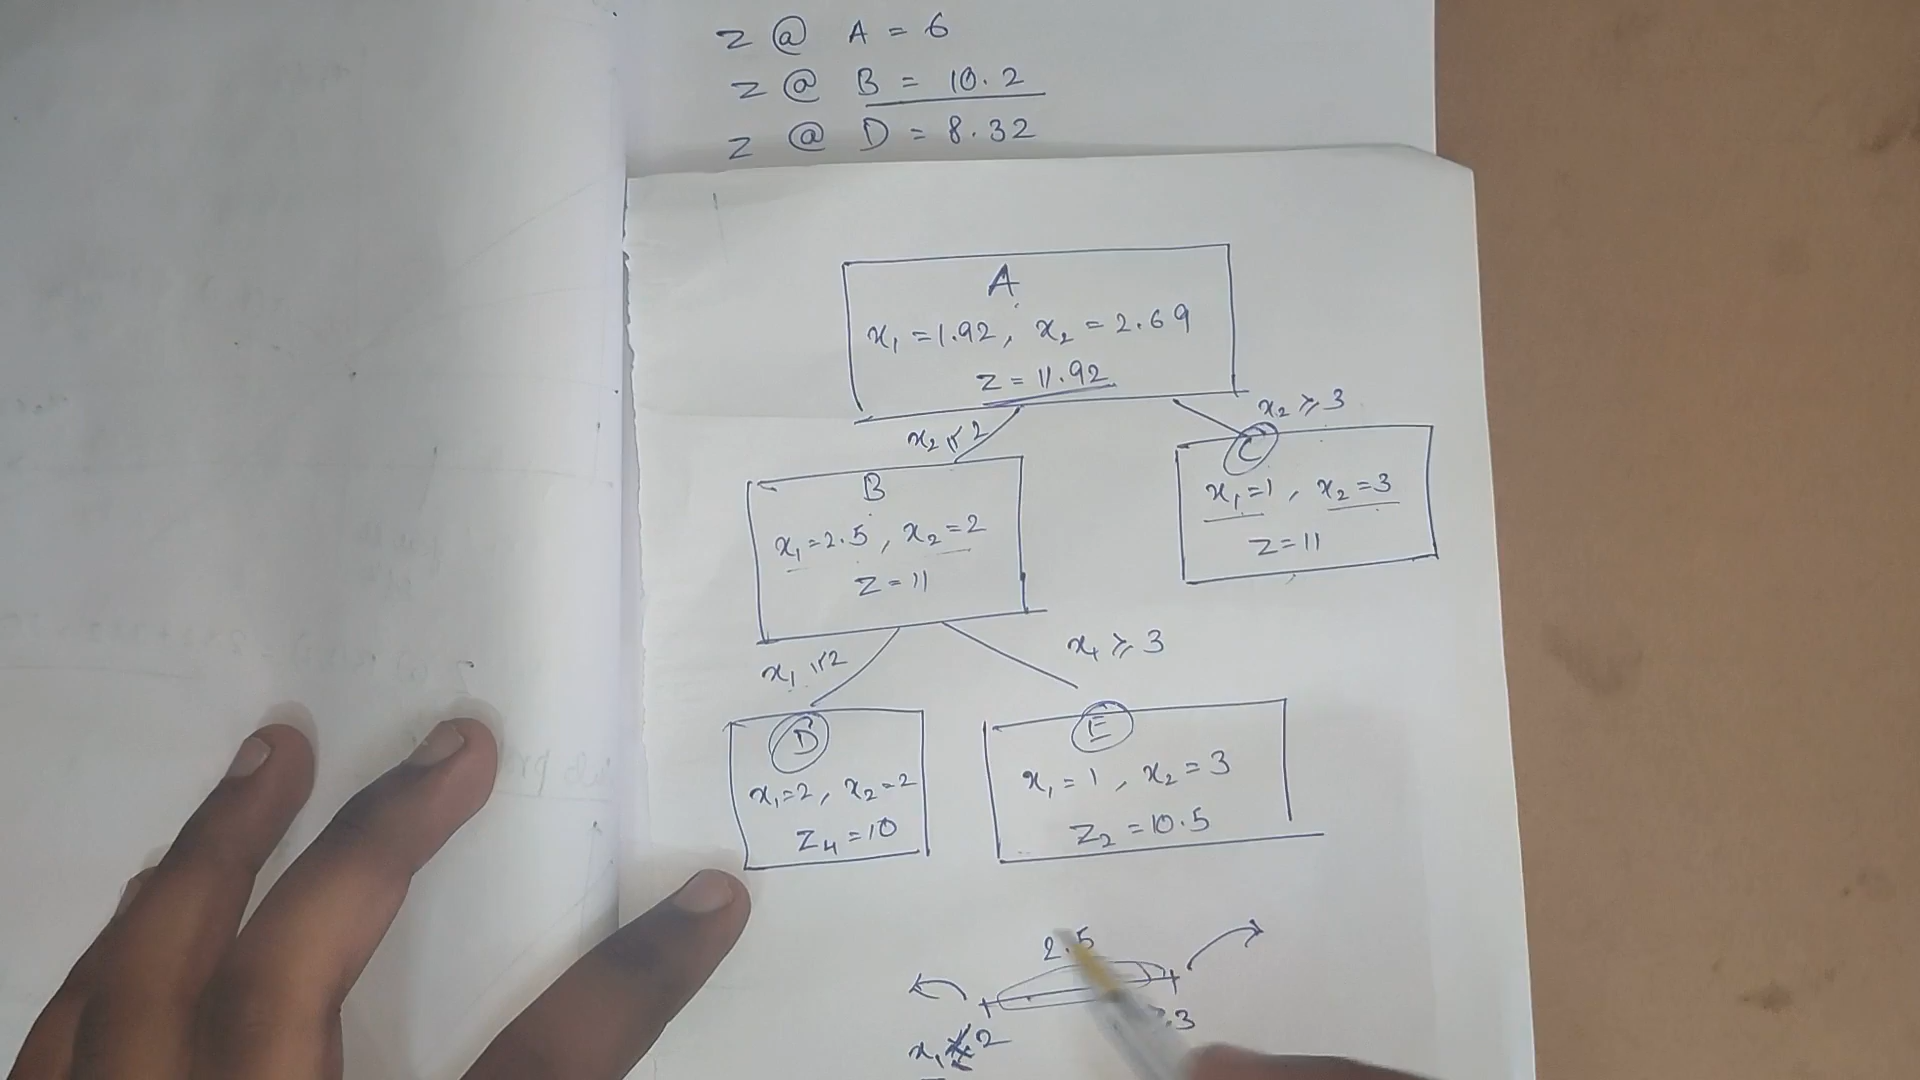 Z @ A = 6
Z @ B = 10.2
Z @ D = 8.32
A
x₁ = 1.92, x₂ = 2.69
Z = 11.92
x₂ ≤ 2
x₂ ≥ 3
B
x₁ = 2.5, x₂ = 2
Z = 11
C
x₁ = 1, x₂ = 3
Z = 11
x₁ ≤ 2
x₁ ≥ 3
D
x₁ = 2, x₂ = 2
Z₄ = 10
E
x₁ = 1, x₂ = 3
Z₂ = 10.5
2.5
x₁ 2
3